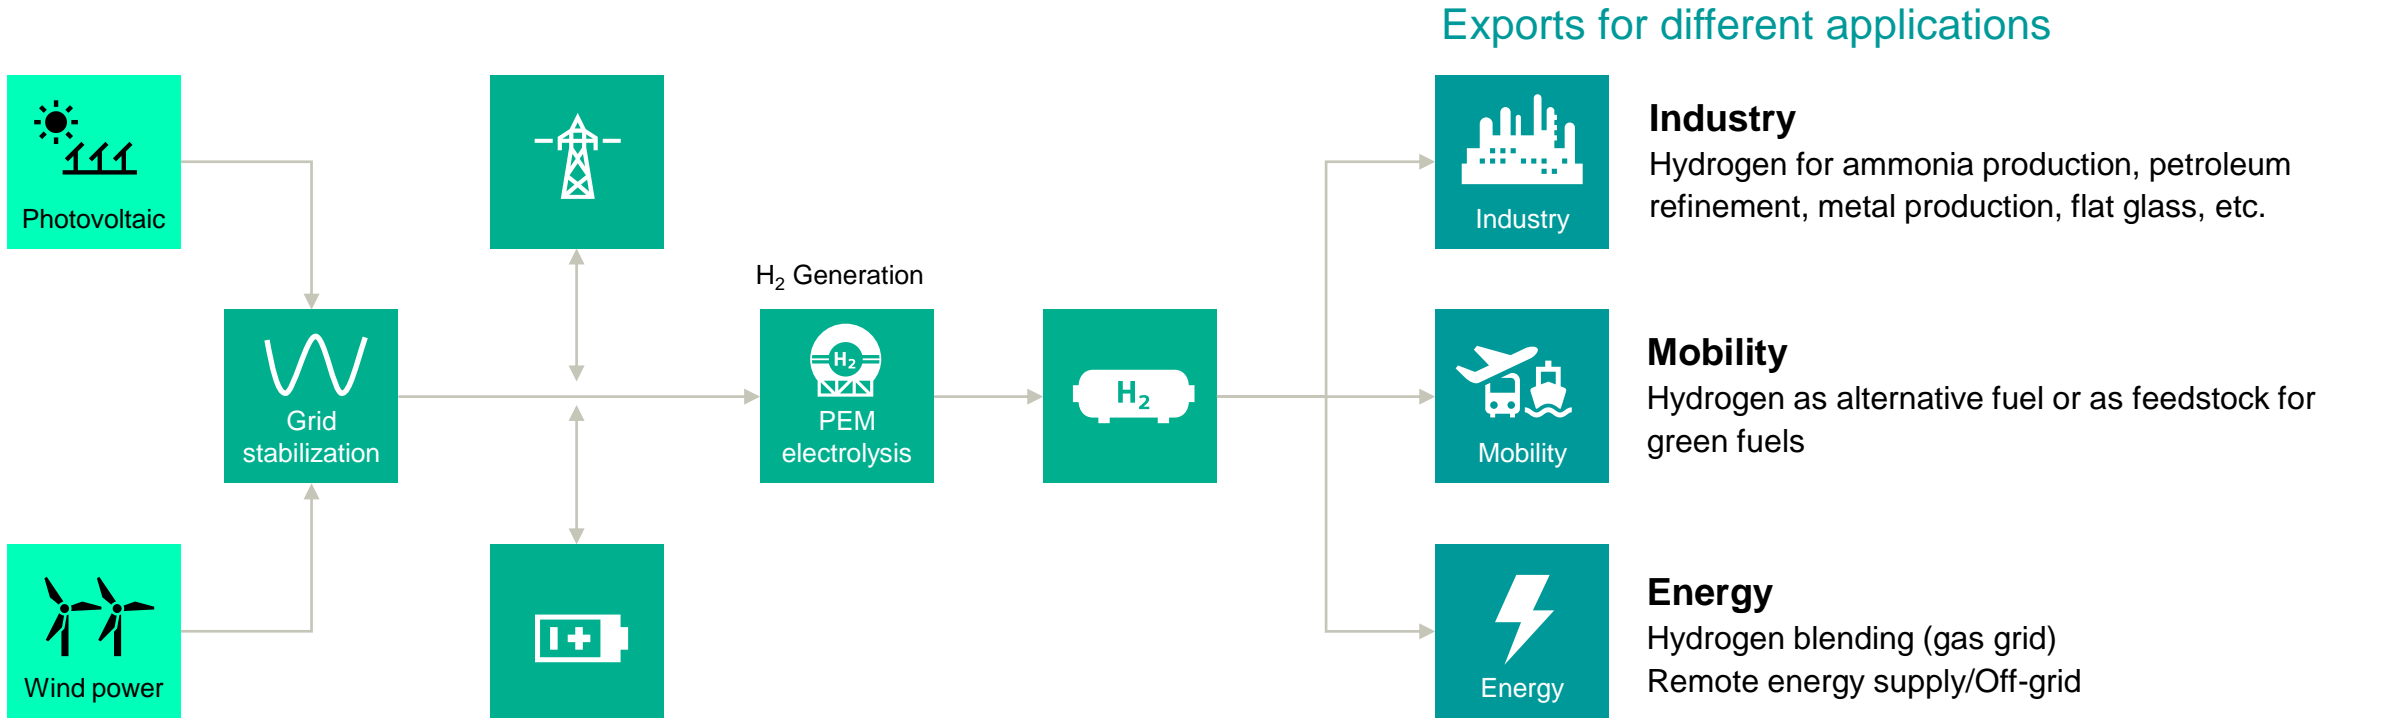 Exports for different applications
Photovoltaic
Industry
Industry
Hydrogen for ammonia production, petroleum
refinement, metal production, flat glass, etc.
H₂ Generation
Grid
stabilization
H₂
PEM
electrolysis
H₂
Mobility
Mobility
Hydrogen as alternative fuel or as feedstock for
green fuels
Wind power
Energy
Energy
Hydrogen blending (gas grid)
Remote energy supply/Off-grid